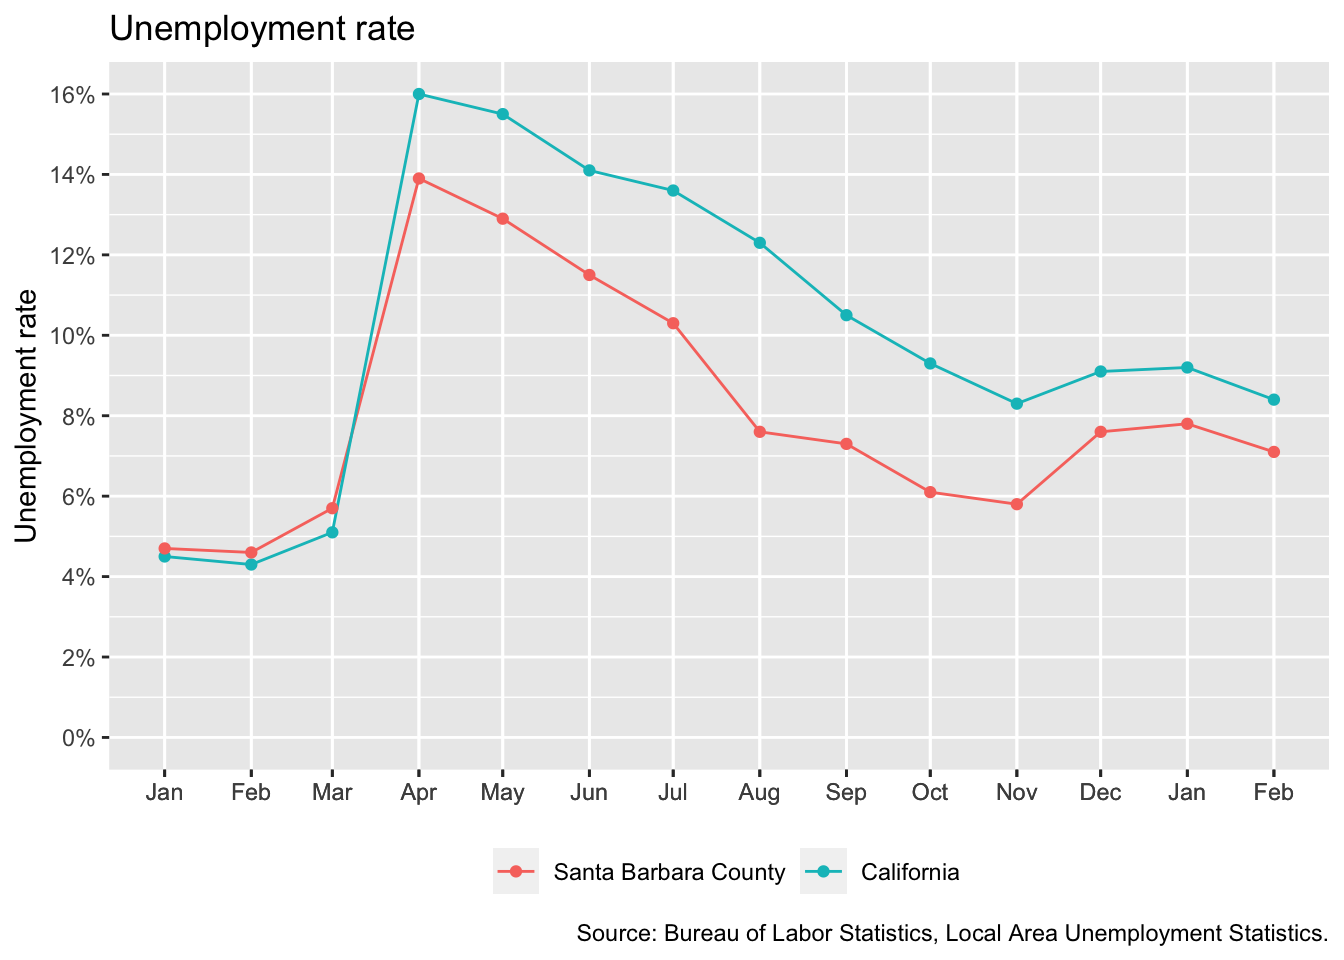 Unemployment rate
Unemployment rate
16%
14%
12%
10%
8%
6%
4%
2%
0%
Jan Feb Mar Apr May Jun Jul Aug Sep Oct Nov Dec Jan Feb
Santa Barbara County California
Source: Bureau of Labor Statistics, Local Area Unemployment Statistics.